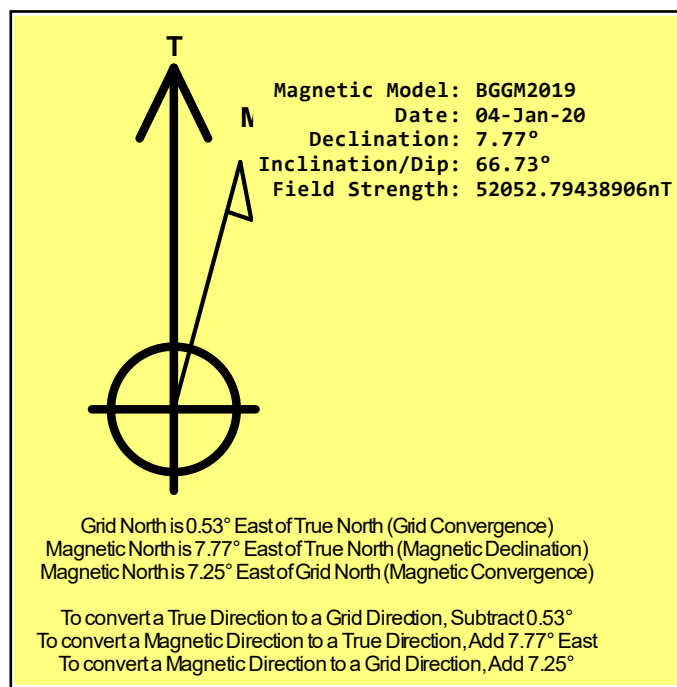 T
M
Magnetic Model: BGGM2019
Date: 04-Jan-20
Declination: 7.77°
Inclination/Dip: 66.73°
Field Strength: 52052.79438906nT
Grid North is 0.53° East of True North (Grid Convergence)
Magnetic North is 7.77° East of True North (Magnetic Declination)
Magnetic North is 7.25° East of Grid North (Magnetic Convergence)
To convert a True Direction to a Grid Direction, Subtract 0.53°
To convert a Magnetic Direction to a True Direction, Add 7.77° East
To convert a Magnetic Direction to a Grid Direction, Add 7.25°